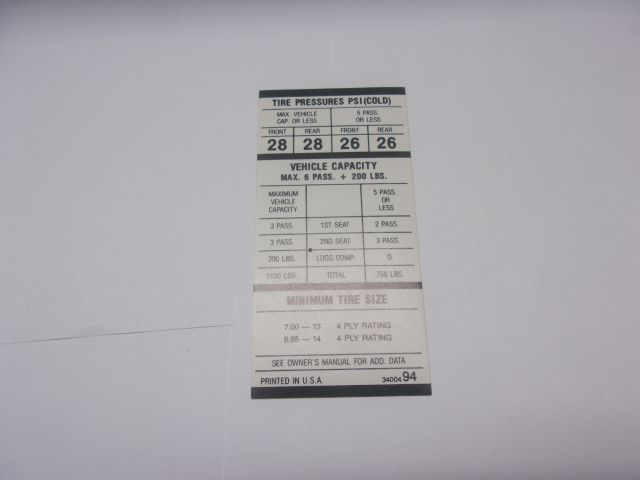 TIRE PRESSURES PSI (COLD)
MAX. VEHICLE CAP. OR LESS
5 PASS. OR LESS
FRONT REAR FRONT REAR
28 28 26 26
VEHICLE CAPACITY
MAX. 6 PASS. + 200 LBS.
MAXIMUM VEHICLE CAPACITY
5 PASS. OR LESS
3 PASS. 1ST SEAT 2 PASS.
3 PASS 2ND SEAT 3 PASS.
200 LBS. LUGG. COMP. 0
1100 LBS. TOTAL 750 LBS.
MINIMUM TIRE SIZE
7.00 — 13 4 PLY RATING
6.95 — 14 4 PLY RATING
SEE OWNER'S MANUAL FOR ADD. DATA
PRINTED IN U.S.A. 3400494